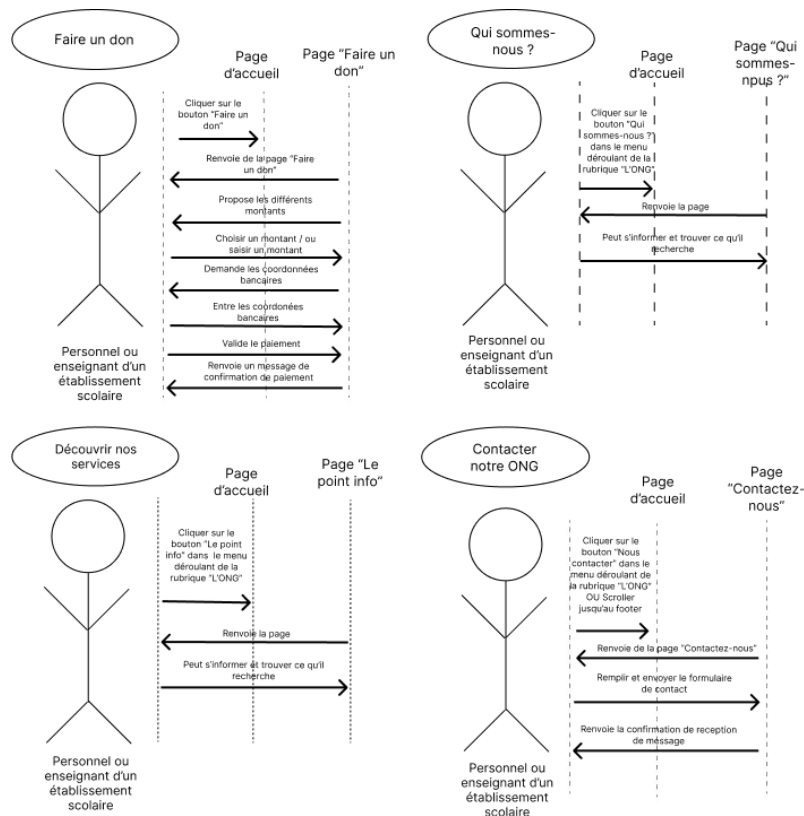 Faire un don
Page
d'accueil
Page "Faire un
don"
Cliquer sur le
bouton "Faire un
don"
Renvoie de la page "Faire
un don"
Propose les différents
montants
Choisir un montant / ou
saisir un montant
Demande les coordonnées
bancaires
Entre les coordonées
bancaires
Valide le paiement
Renvoie un message de
confirmation de paiement
Personnel ou
enseignant d'un
établissement
scolaire
Qui sommes-
nous ?
Page
d'accueil
Page "Qui
sommes-
npus ?"
Cliquer sur le
bouton "Qui
sommes-nous ?"
dans le menu
déroulant de la
rubrique "L'ONG"
Renvoie la page
Peut s'informer et trouver ce qu'il
recherche
Personnel ou
enseignant d'un
établissement
scolaire
Découvrir nos
services
Page
d'accueil
Page "Le
point info"
Cliquer sur le
bouton "Le point
info" dans le menu
déroulant de la
rubrique "L'ONG"
Renvoie la page
Peut s'informer et trouver ce qu'il
recherche
Personnel ou
enseignant d'un
établissement
scolaire
Contacter
notre ONG
Page
d'accueil
Page
"Contactez-
nous"
Cliquer sur le
bouton "Nous
contacter" dans le
menu déroulant de
la rubrique "L'ONG"
OU Scroller
jusqu'au footer
Renvoie de la page "Contactez-nous"
Remplir et envoyer le formulaire
de contact
Renvoie la confirmation de reception
de méssage
Personnel ou
enseignant d'un
établissement
scolaire